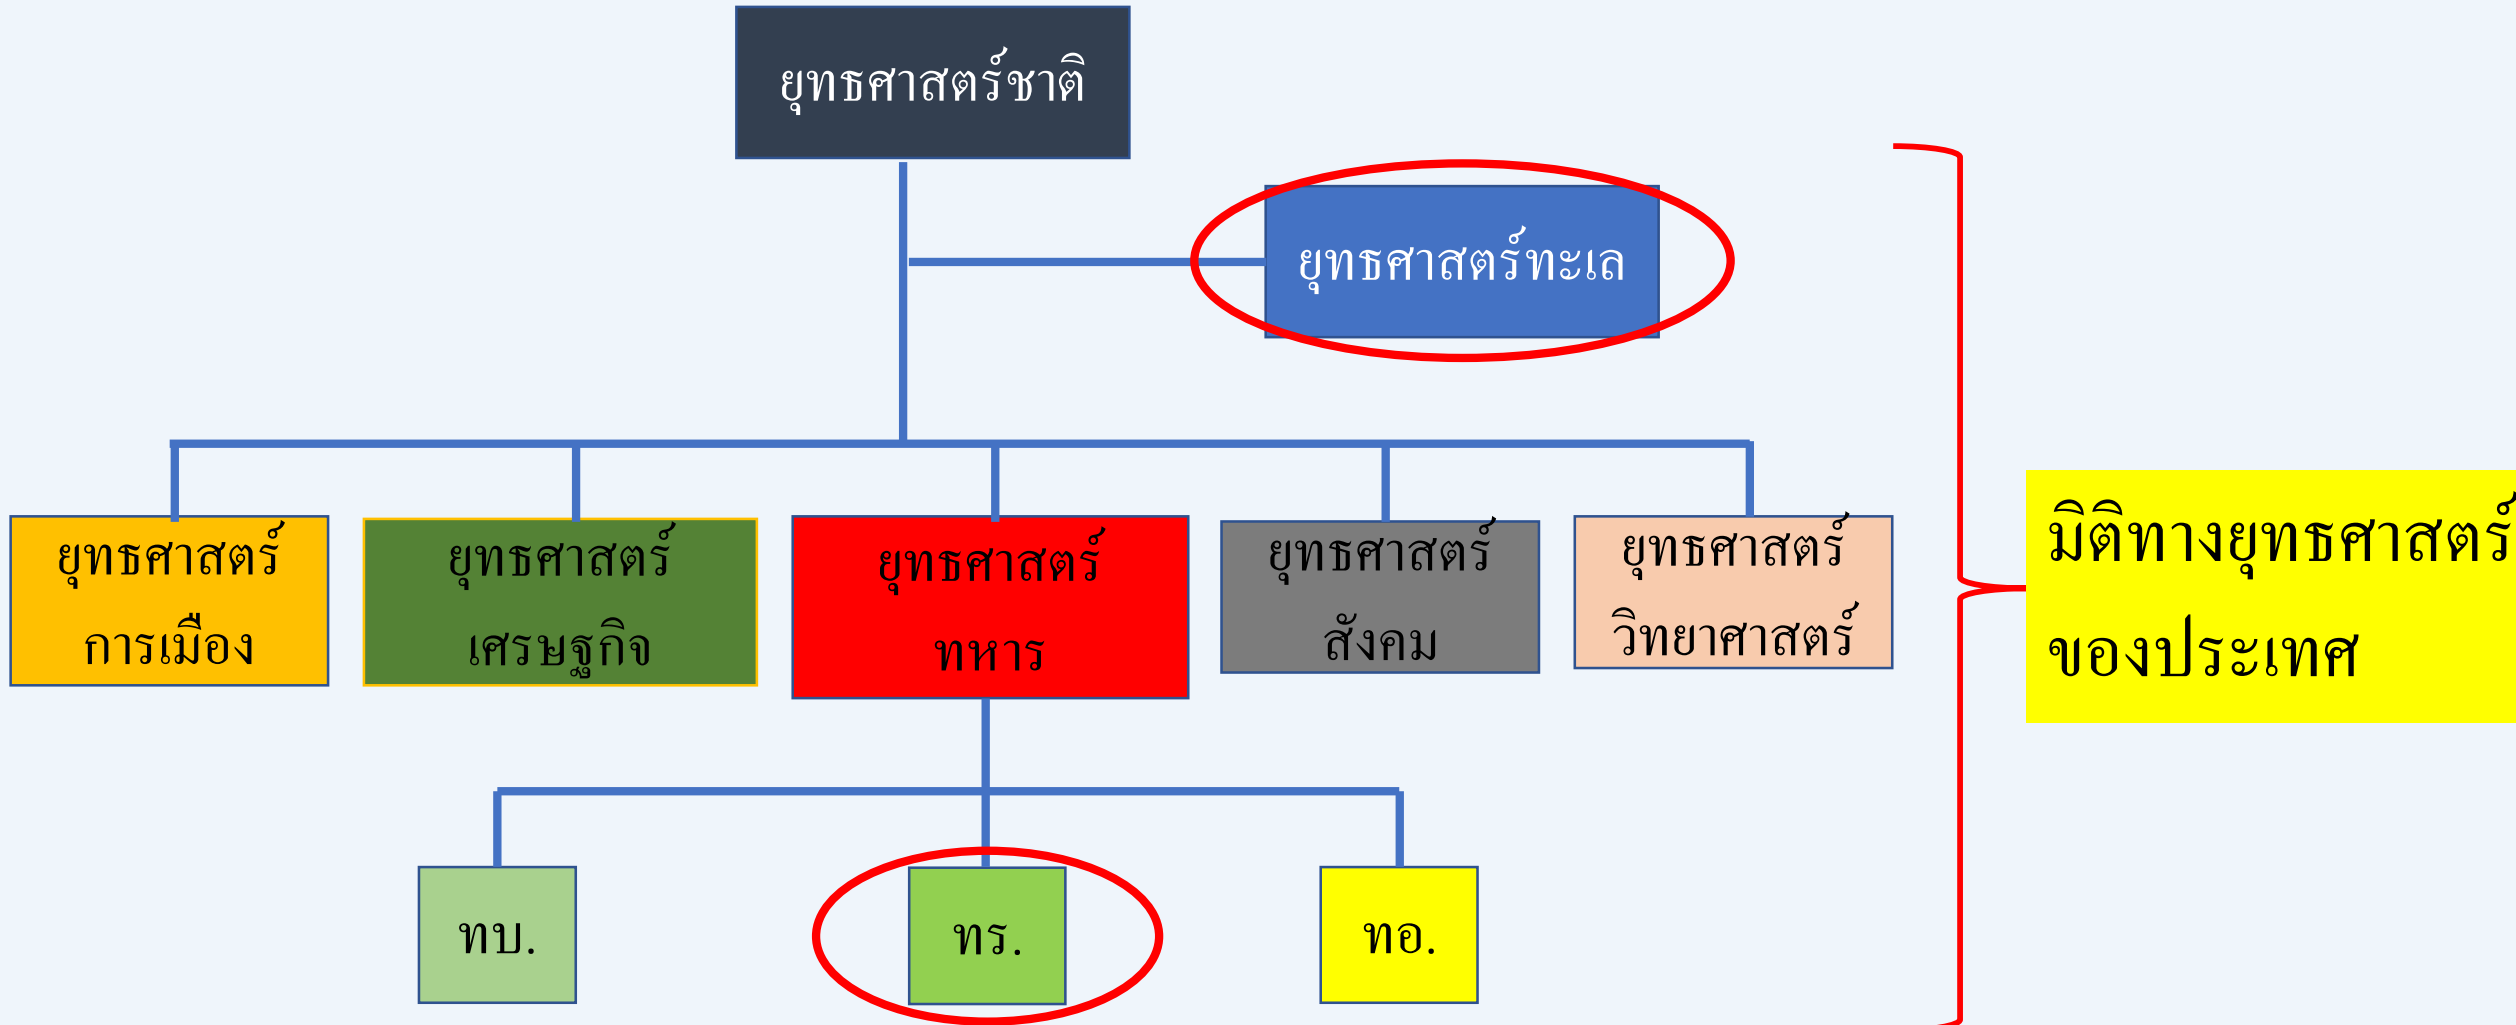 ยุทธศาสตร์ชาติ
ยุทธศาสตร์ทะเล
ยุทธศาสตร์
การเมือง
ยุทธศาสตร์
เศรษฐกิจ
ยุทธศาสตร์
ทหาร
ยุทธศาสตร์
สังคม
ยุทธศาสตร์
วิทยาศาสตร์
มิติทางยุทธศาสตร์
ของประเทศ
ทบ.
ทร.
ทอ.